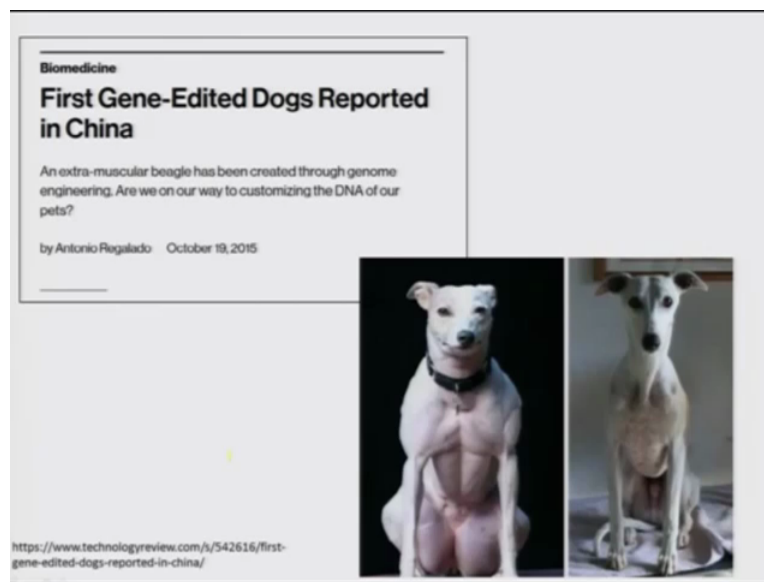 Biomedicine
First Gene-Edited Dogs Reported
in China
An extra-muscular beagle has been created through genome
engineering. Are we on our way to customizing the DNA of our
pets?
by Antonio Regalado October 19, 2015
https://www.technologyreview.com/s/542616/first-
gene-edited-dogs-reported-in-china/